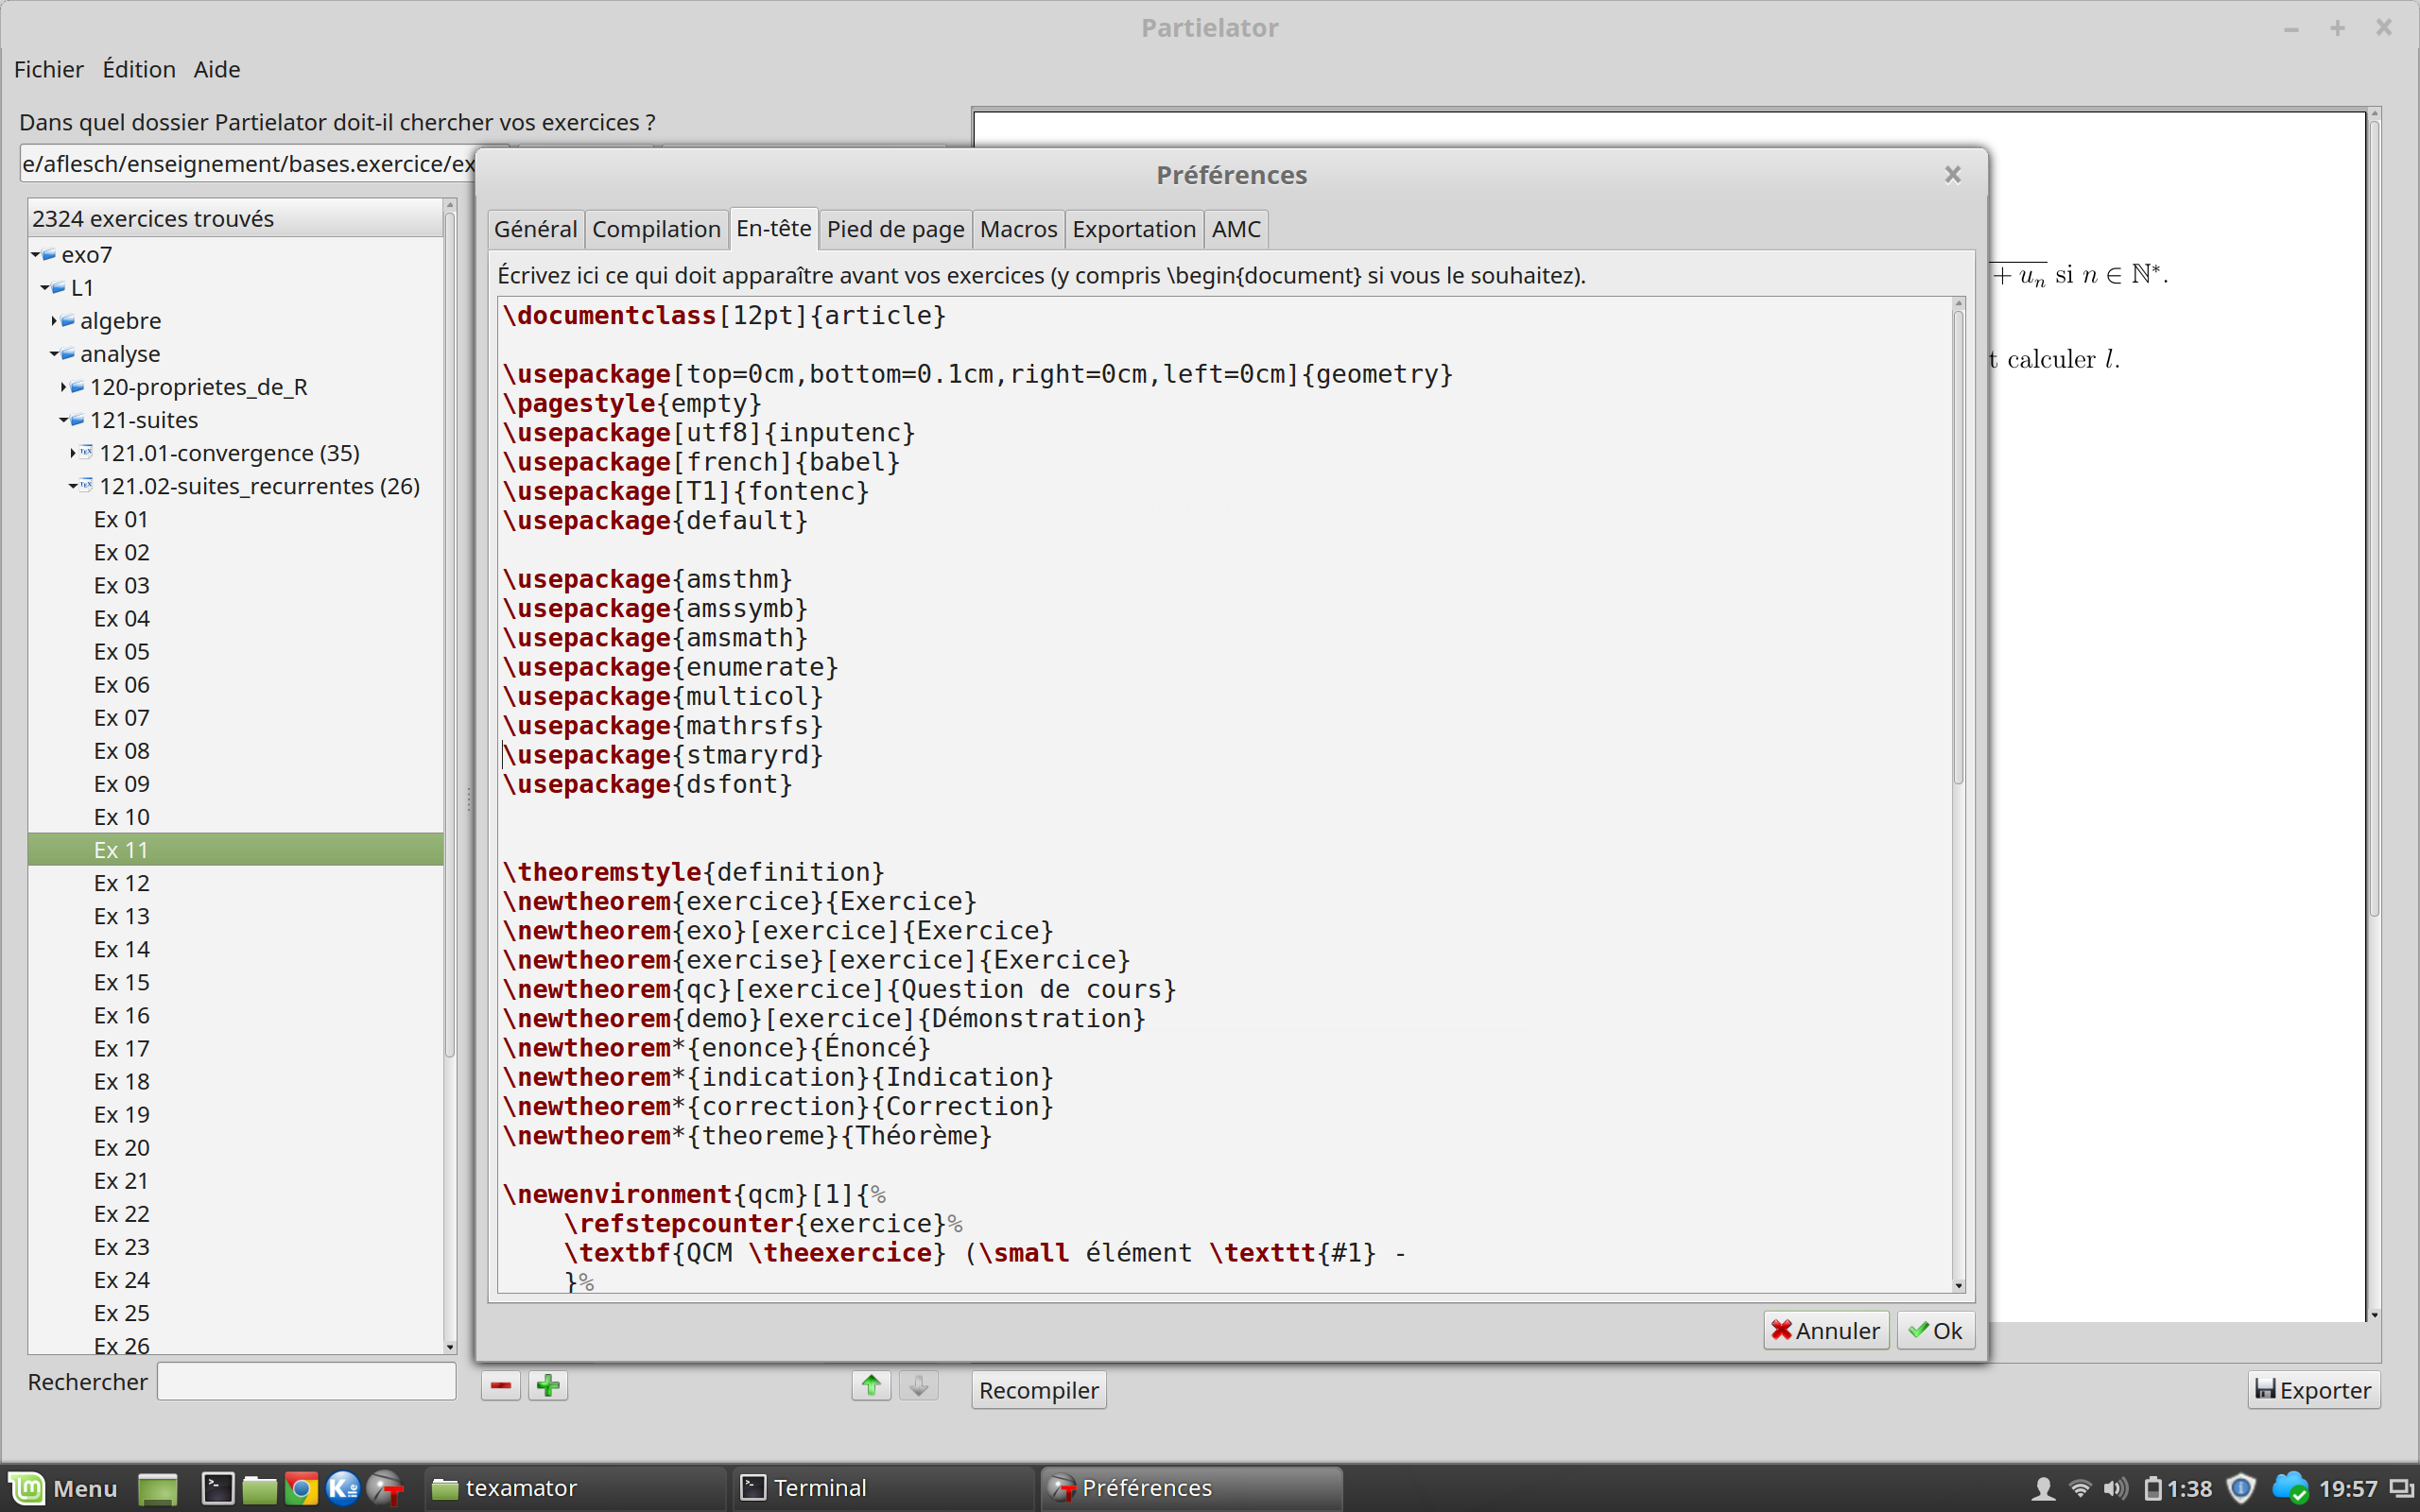 Partielator
Fichier Édition Aide
Dans quel dossier Partielator doit-il chercher vos exercices ?
e/aflesch/enseignement/bases.exercice/ex
2324 exercices trouvés
exo7
L1
algebre
analyse
120-proprietes_de_R
121-suites
121.01-convergence (35)
121.02-suites_recurrentes (26)
Ex 01
Ex 02
Ex 03
Ex 04
Ex 05
Ex 06
Ex 07
Ex 08
Ex 09
Ex 10
Ex 11
Ex 12
Ex 13
Ex 14
Ex 15
Ex 16
Ex 17
Ex 18
Ex 19
Ex 20
Ex 21
Ex 22
Ex 23
Ex 24
Ex 25
Ex 26
Rechercher
Préférences
Général Compilation En-tête Pied de page Macros Exportation AMC
Écrivez ici ce qui doit apparaître avant vos exercices (y compris \begin{document} si vous le souhaitez).
\documentclass[12pt]{article}
\usepackage[top=0cm,bottom=0.1cm,right=0cm,left=0cm]{geometry}
\pagestyle{empty}
\usepackage[utf8]{inputenc}
\usepackage[french]{babel}
\usepackage[T1]{fontenc}
\usepackage{default}
\usepackage{amsthm}
\usepackage{amssymb}
\usepackage{amsmath}
\usepackage{enumerate}
\usepackage{multicol}
\usepackage{mathrsfs}
\usepackage{stmaryrd}
\usepackage{dsfont}
\theoremstyle{definition}
\newtheorem{exercice}{Exercice}
\newtheorem{exo}[exercice]{Exercice}
\newtheorem{exercise}[exercice]{Exercice}
\newtheorem{qc}[exercice]{Question de cours}
\newtheorem{demo}[exercice]{Démonstration}
\newtheorem*{enonce}{Énoncé}
\newtheorem*{indication}{Indication}
\newtheorem*{correction}{Correction}
\newtheorem*{theoreme}{Théorème}
\newenvironment{qcm}[1]{%
\refstepcounter{exercice}%
\textbf{QCM \theexercice} (\small élément \texttt{#1} -
}%
Annuler Ok
+ uₙ si n ∈ ℕ*.
t calculer l.
Recompiler
Exporter
Menu
texamator
Terminal
Préférences
1:38
19:57